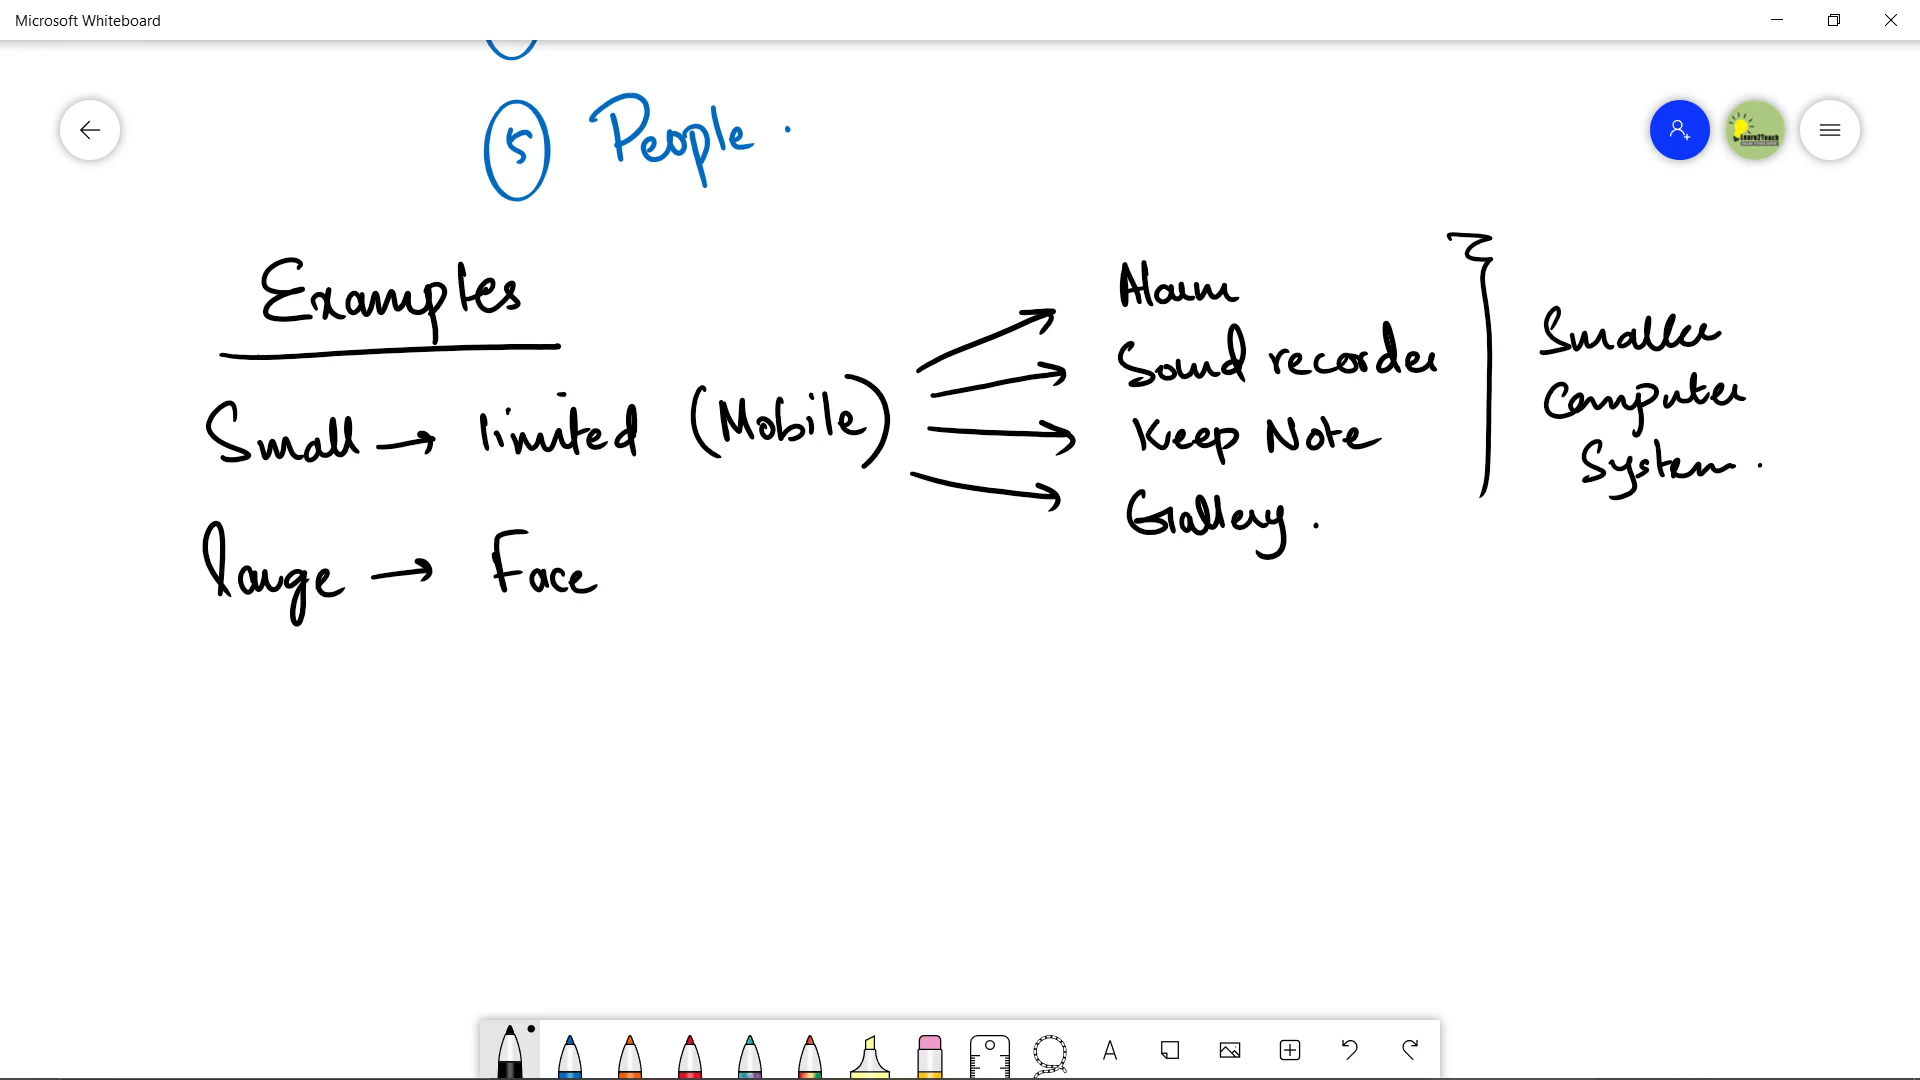 Microsoft Whiteboard
5 People.
Examples
Small → limited (Mobile)
Alarm
Sound recorder
Keep Note
Gallery.
Smaller
Computer
System.
large → Face
Learn2Teach
A